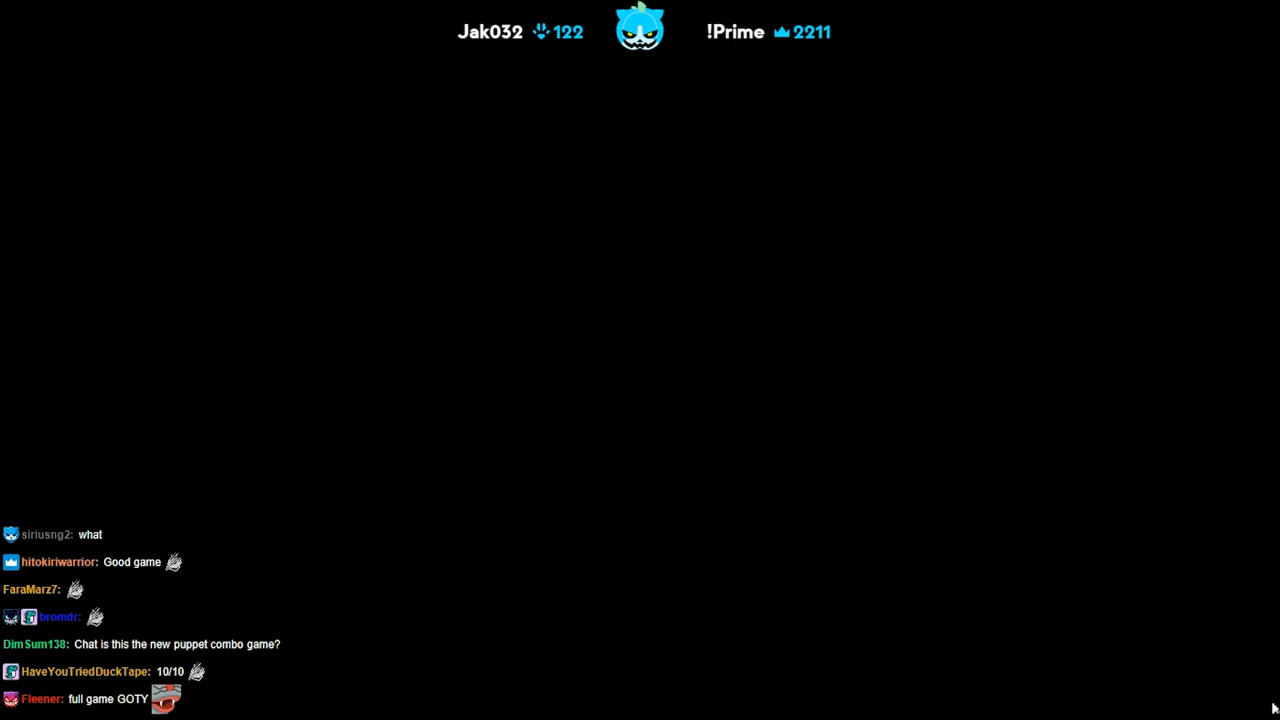 Jak032 122 !Prime 2211
siriusng2: what
hitokiriwarrior: Good game
FaraMarz7:
bromdr:
DimSum138: Chat is this the new puppet combo game?
HaveYouTriedDuckTape: 10/10
Fleener: full game GOTY